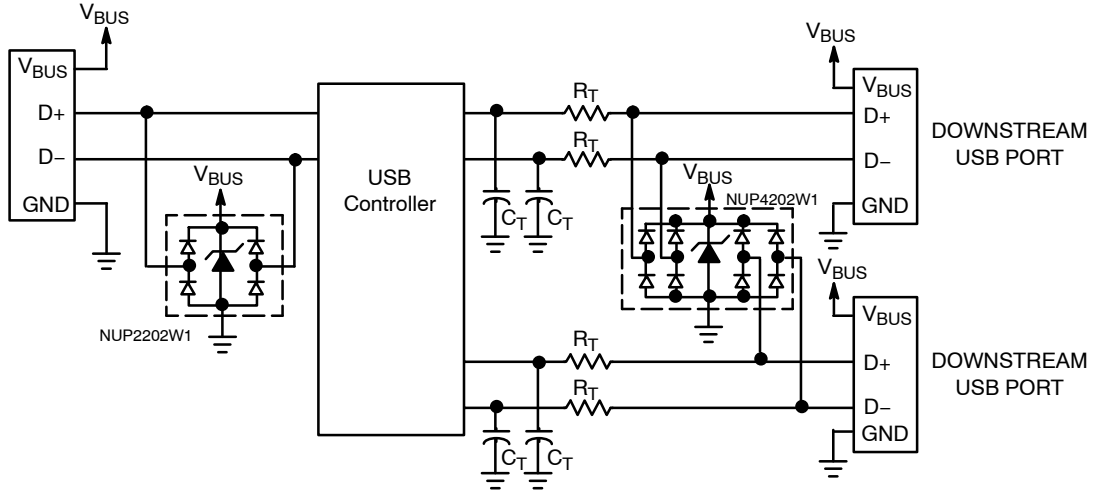 VBUS
VBUS
D+
D−
GND
VBUS
NUP2202W1
USB
Controller
RT
RT
CT
CT
VBUS
NUP4202W1
VBUS
VBUS
D+
D−
GND
DOWNSTREAM
USB PORT
RT
RT
CT
CT
VBUS
VBUS
D+
D−
GND
DOWNSTREAM
USB PORT